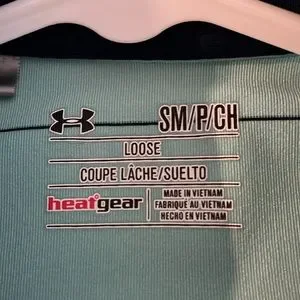 SM/P/CH
LOOSE
COUPE LÂCHE/SUELTO
heatgear
MADE IN VIETNAM
FABRIQUÉ AU VIETNAM
HECHO EN VIETNAM